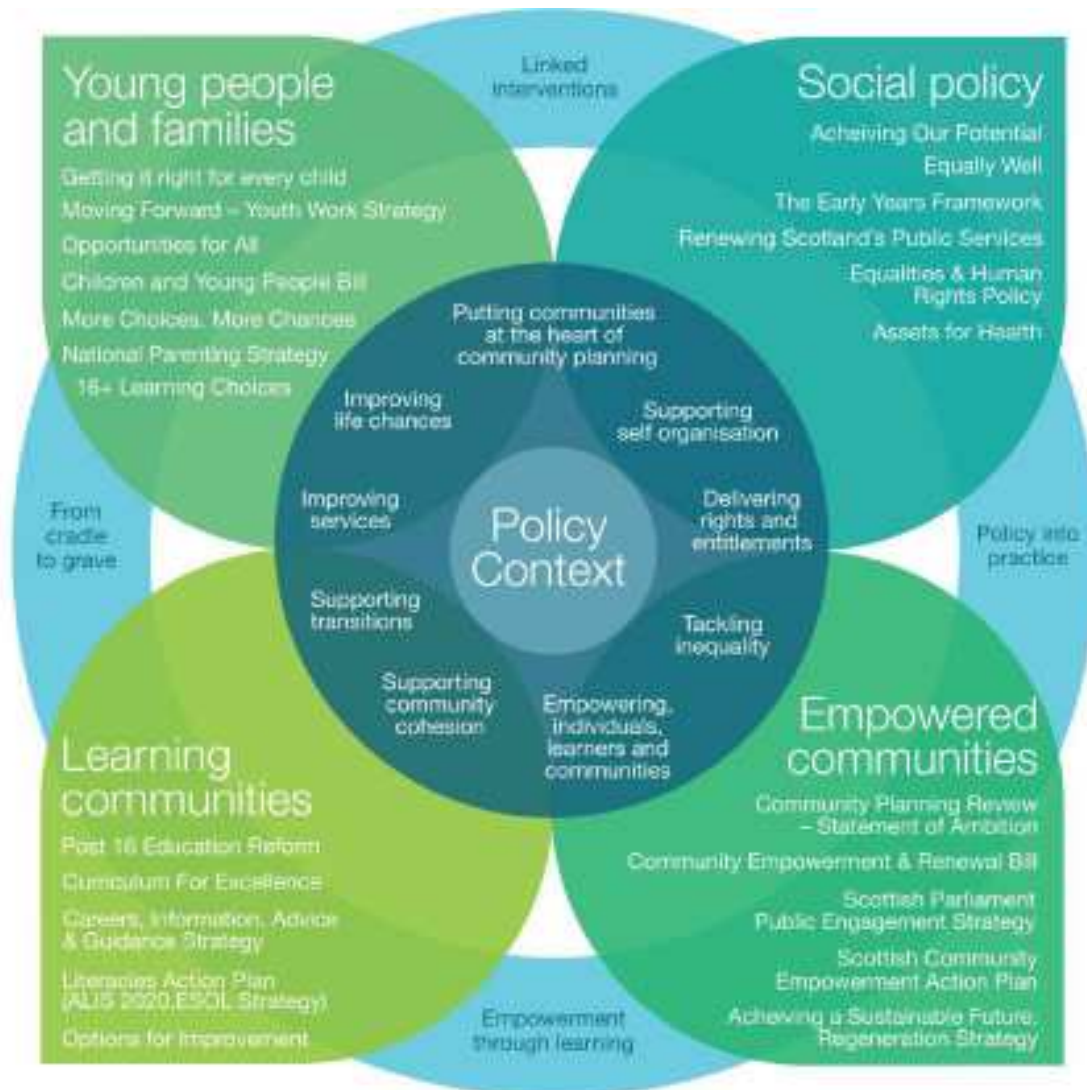 Linked
interventions
Young people
and families
Getting it right for every child
Moving Forward – Youth Work Strategy
Opportunities for All
Children and Young People Bill
More Choices, More Chances
National Parenting Strategy
16+ Learning Choices
Social policy
Acheiving Our Potential
Equally Well
The Early Years Framework
Renewing Scotland's Public Services
Equalities & Human
Rights Policy
Assets for Health
Putting communities
at the heart of
community planning
Improving
life chances
Supporting
self organisation
Improving
services
Delivering
rights and
entitlements
Policy
Context
Supporting
transitions
Tackling
inequality
Supporting
community
cohesion
Empowering,
individuals,
learners and
communities
From
cradle
to grave
Policy into
practice
Learning
communities
Post 16 Education Reform
Curriculum For Excellence
Careers, Information, Advice
& Guidance Strategy
Literacies Action Plan
(ALIS 2020,ESOL Strategy)
Options for Improvement
Empowered
communities
Community Planning Review
– Statement of Ambition
Community Empowerment & Renewal Bill
Scottish Parliament
Public Engagement Strategy
Scottish Community
Empowerment Action Plan
Achieving a Sustainable Future,
Regeneration Strategy
Empowerment
through learning